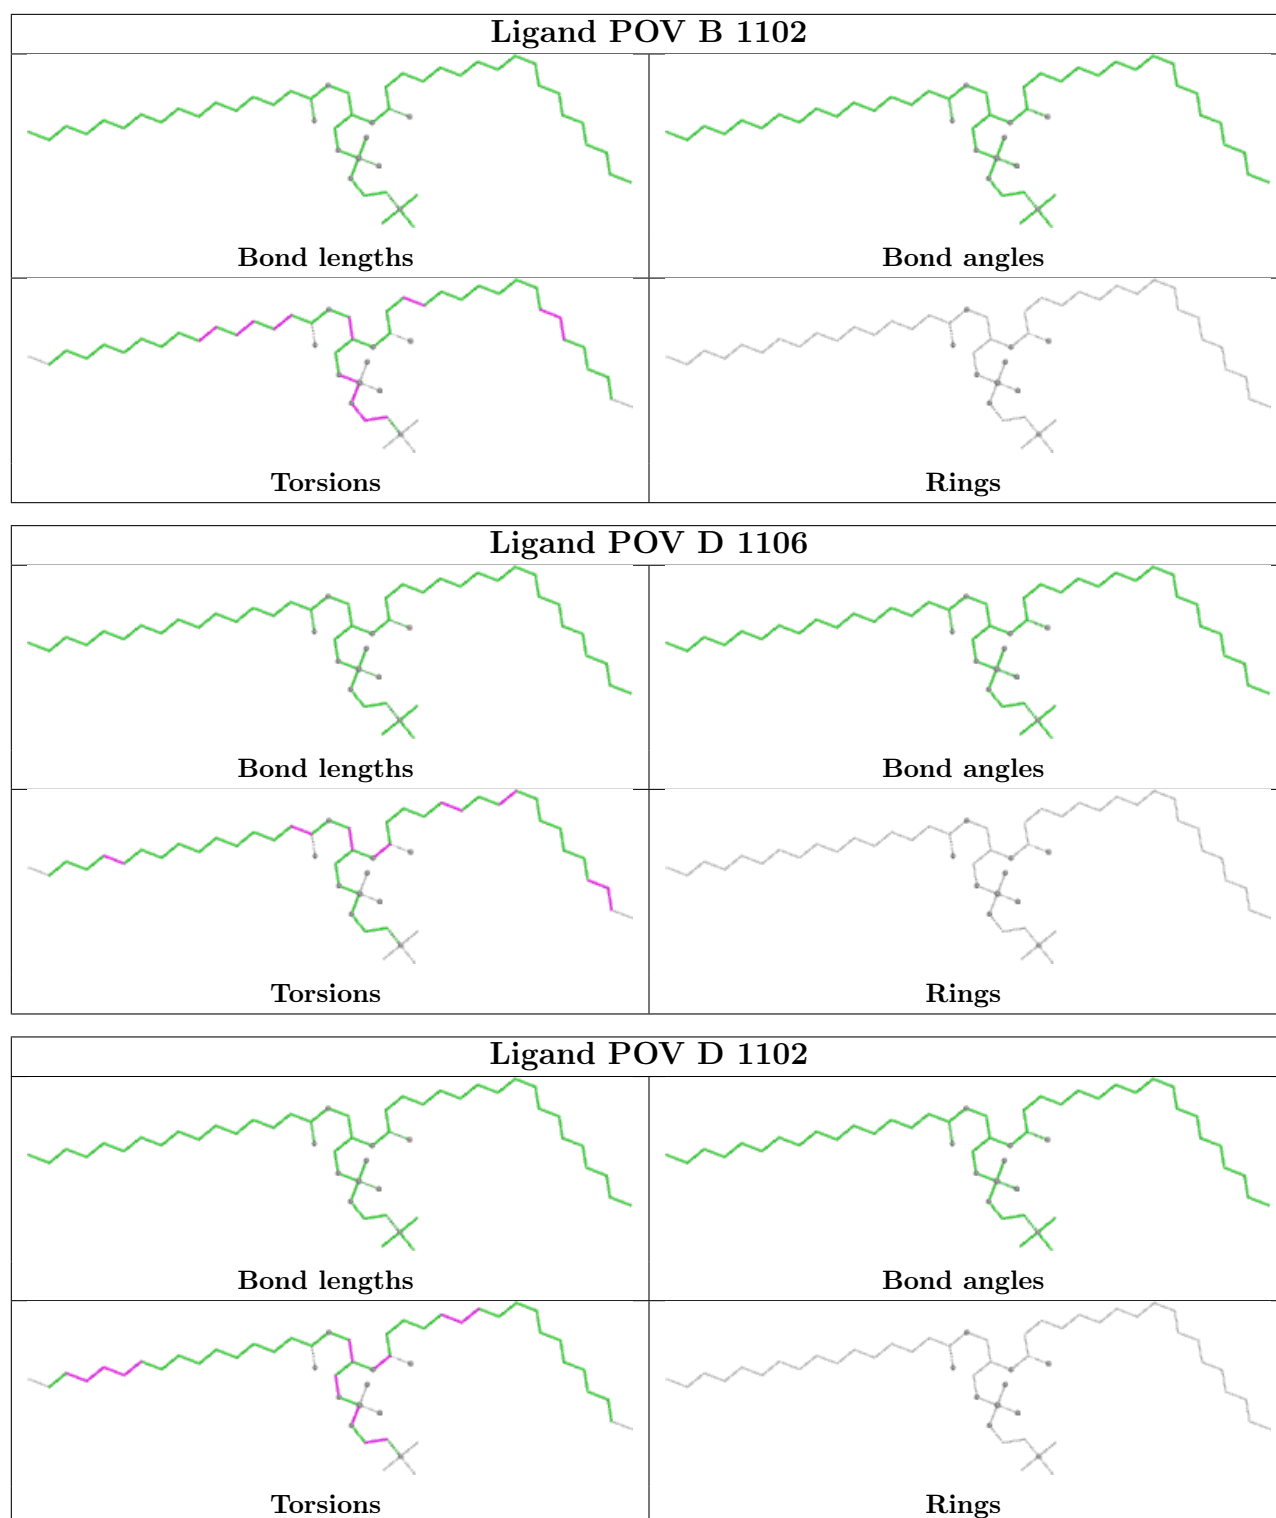 Ligand POV B 1102
Bond lengths
Bond angles
Torsions
Rings
Ligand POV D 1106
Bond lengths
Bond angles
Torsions
Rings
Ligand POV D 1102
Bond lengths
Bond angles
Torsions
Rings